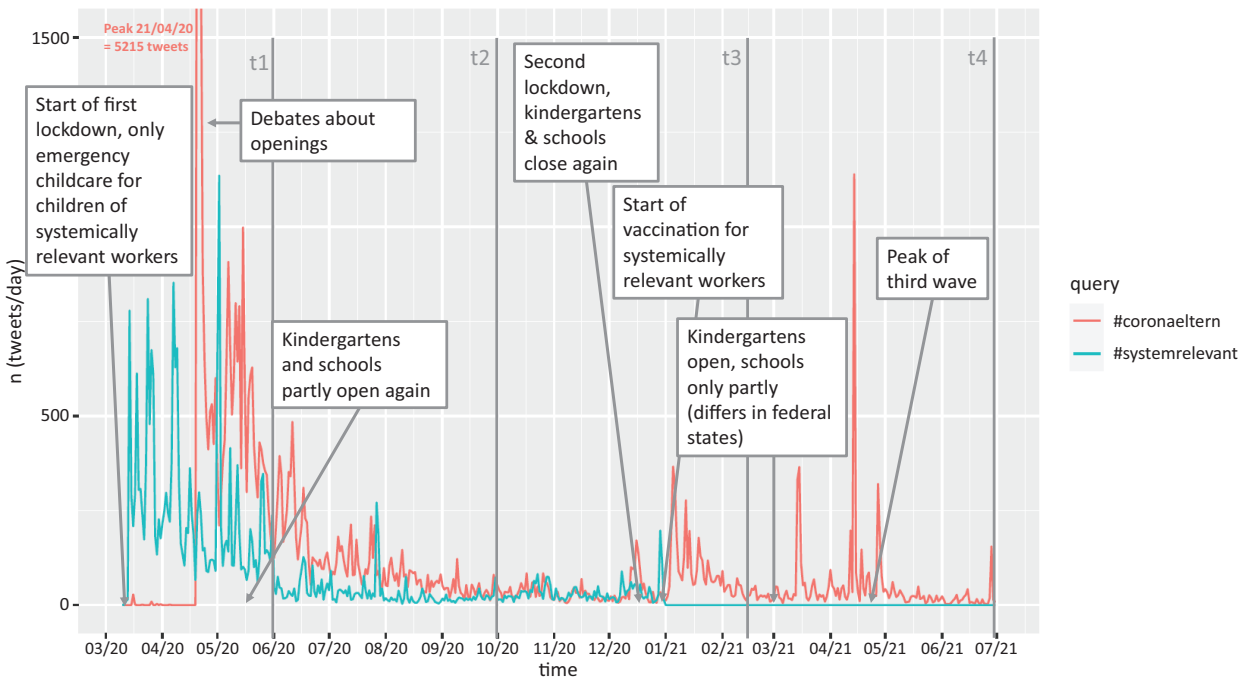 Peak 21/04/20
= 5215 tweets
1500
500
0
n (tweets/day)
t1
t2
t3
t4
Start of first
lockdown, only
emergency
childcare for
children of
systemically
relevant workers
Debates about
openings
Kindergartens
and schools
partly open again
Second
lockdown,
kindergartens
& schools
close again
Start of
vaccination for
systemically
relevant workers
Kindergartens
open, schools
only partly
(differs in federal
states)
Peak of
third wave
query
#coronaeltern
#systemrelevant
03/20 04/20 05/20 06/20 07/20 08/20 09/20 10/20 11/20 12/20 01/21 02/21 03/21 04/21 05/21 06/21 07/21
time